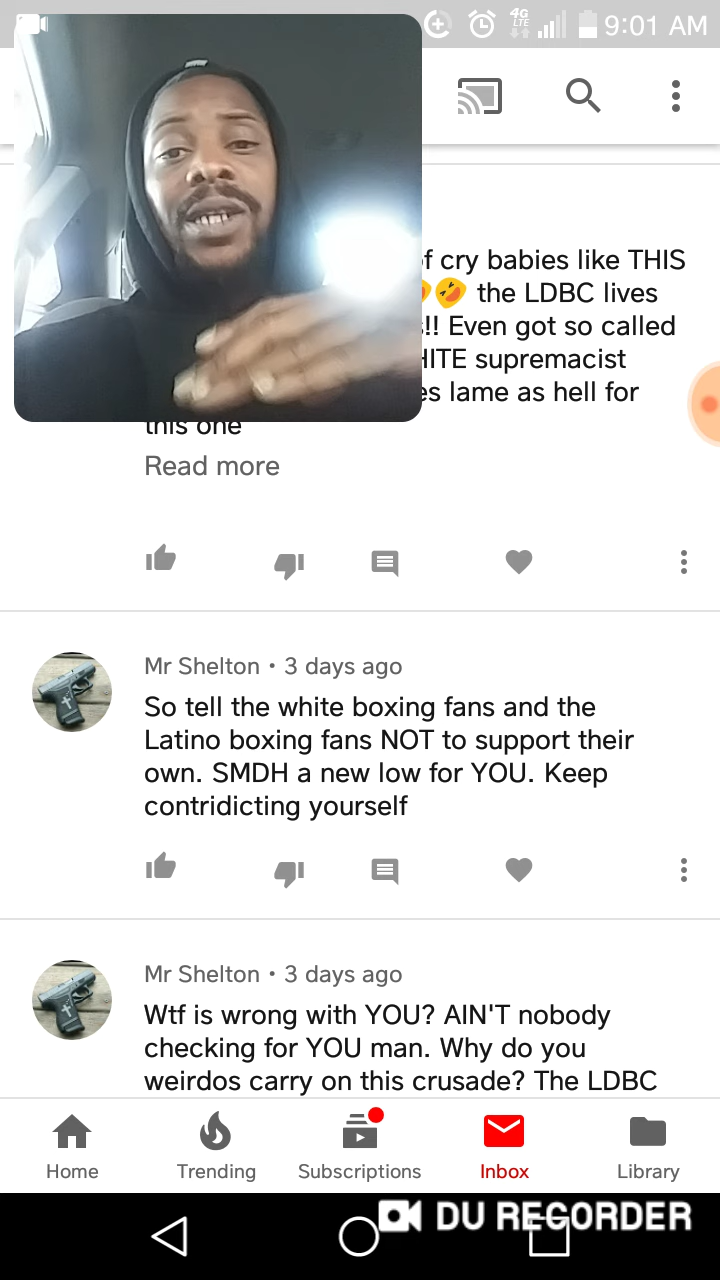 4G
LTE
9:01 AM
f cry babies like THIS
🤣 the LDBC lives
!! Even got so called
HITE supremacist
es lame as hell for
this one
Read more
Mr Shelton • 3 days ago
So tell the white boxing fans and the
Latino boxing fans NOT to support their
own. SMDH a new low for YOU. Keep
contridicting yourself
Mr Shelton • 3 days ago
Wtf is wrong with YOU? AIN'T nobody
checking for YOU man. Why do you
weirdos carry on this crusade? The LDBC
Home
Trending
Subscriptions
Inbox
Library
DU RECORDER